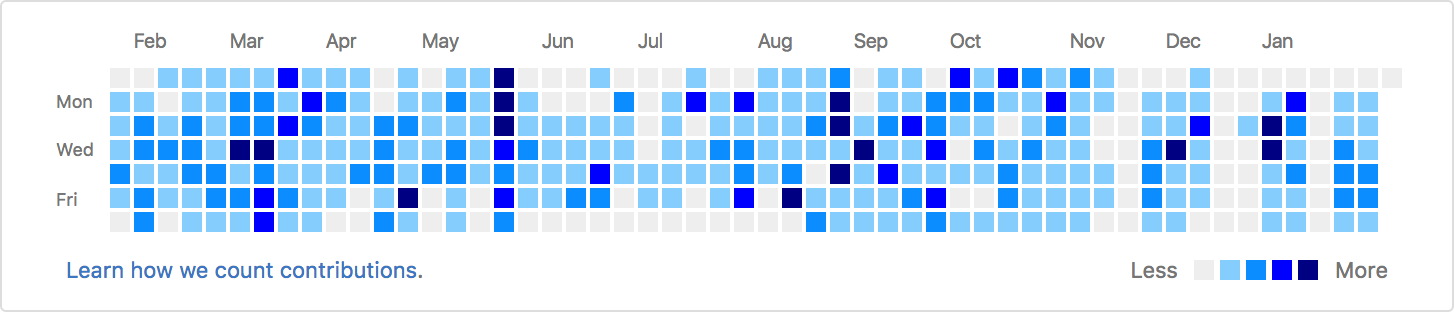 Feb Mar Apr May Jun Jul Aug Sep Oct Nov Dec Jan
Mon
Wed
Fri
Learn how we count contributions. Less More